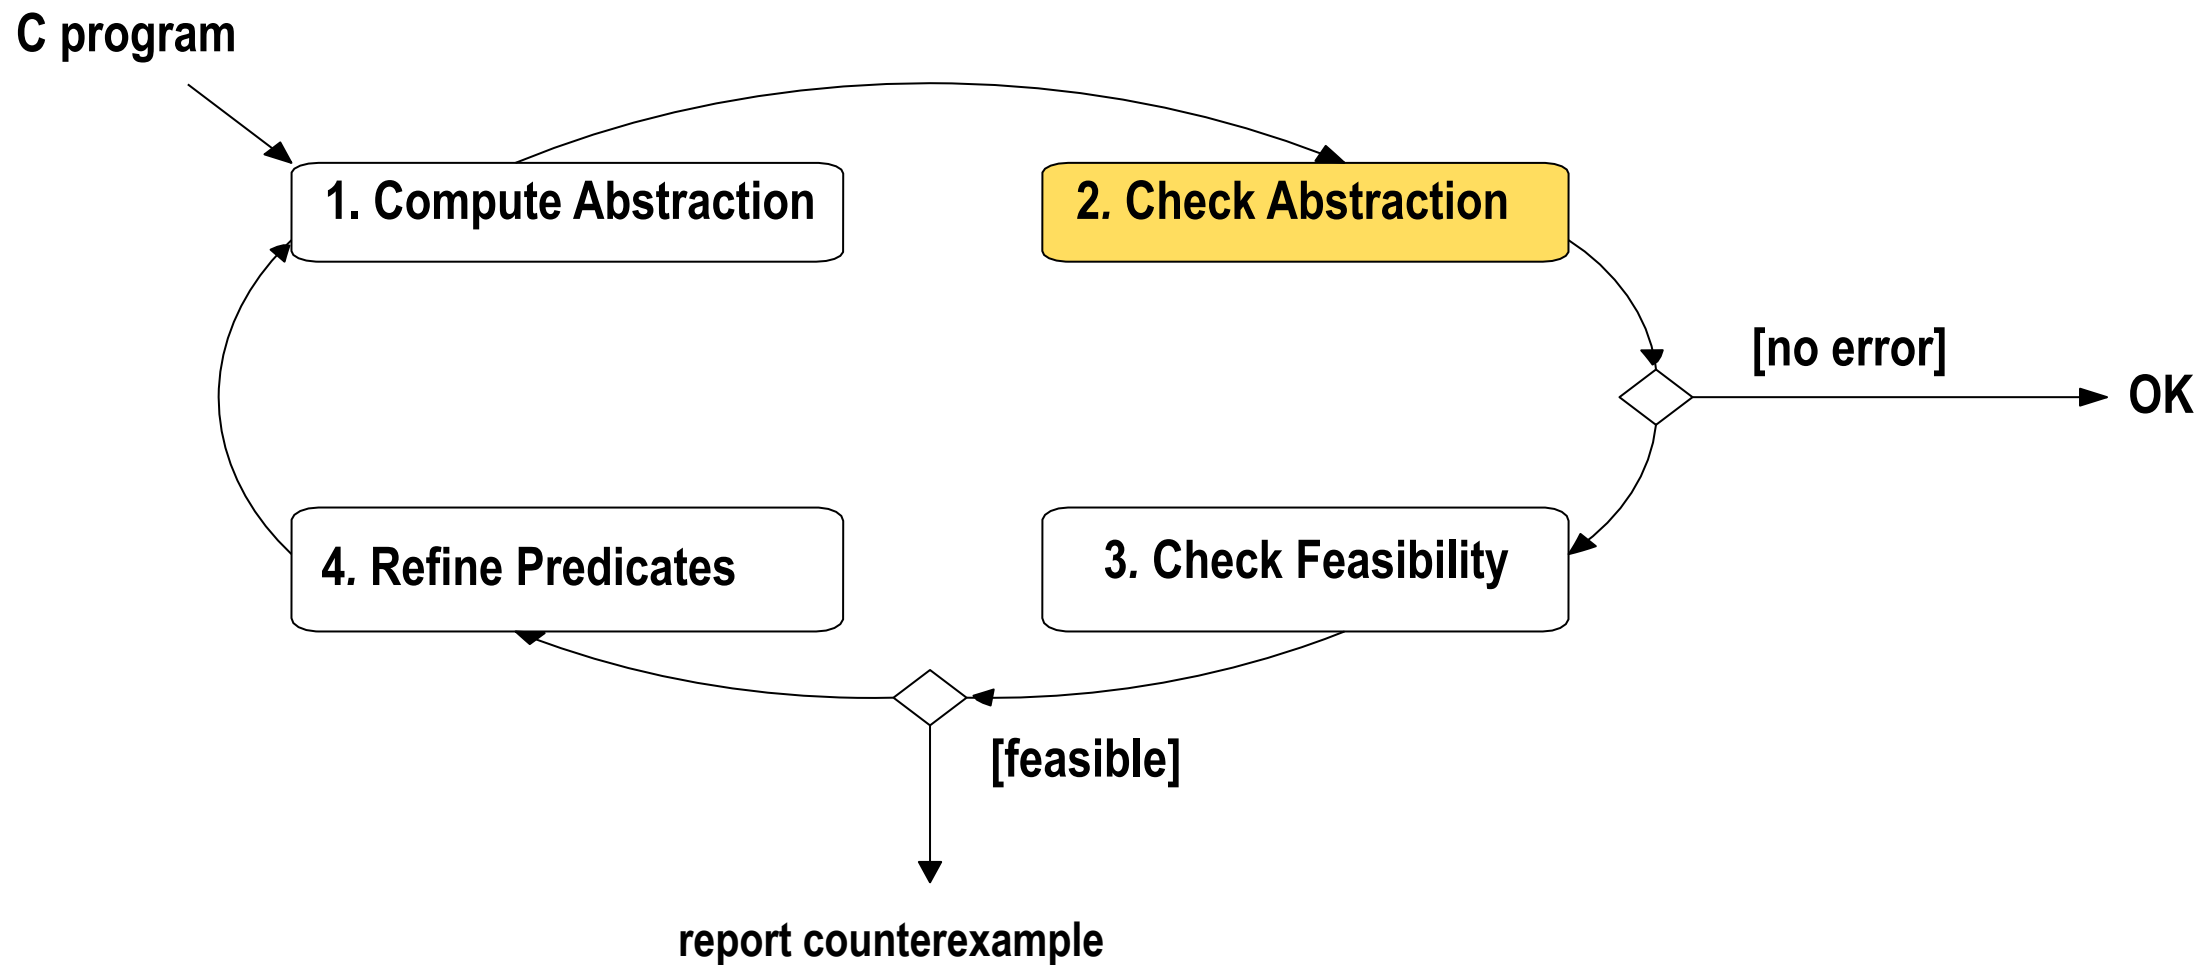 C program
1. Compute Abstraction
2. Check Abstraction
[no error]
OK
4. Refine Predicates
3. Check Feasibility
[feasible]
report counterexample